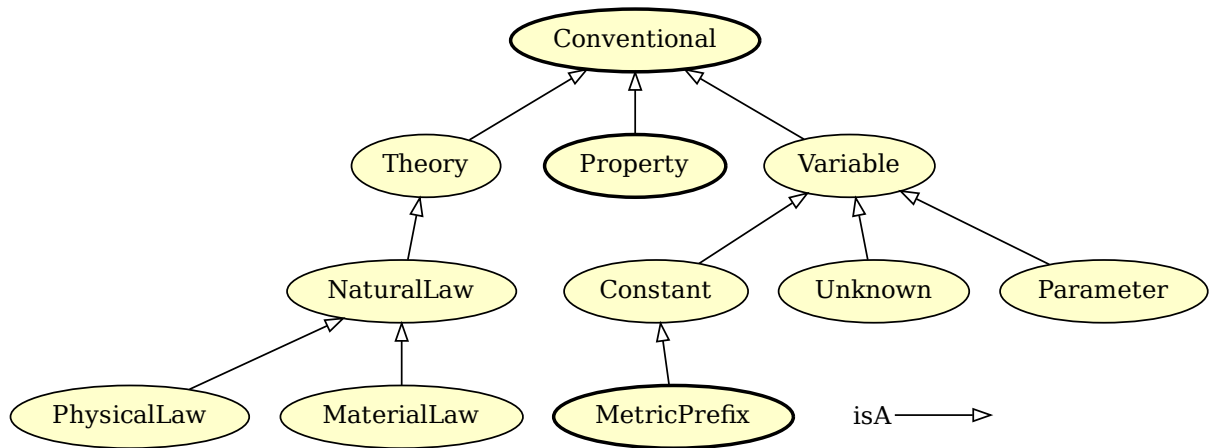 Conventional
Theory
Property
Variable
NaturalLaw
Constant
Unknown
Parameter
PhysicalLaw
MaterialLaw
MetricPrefix
isA